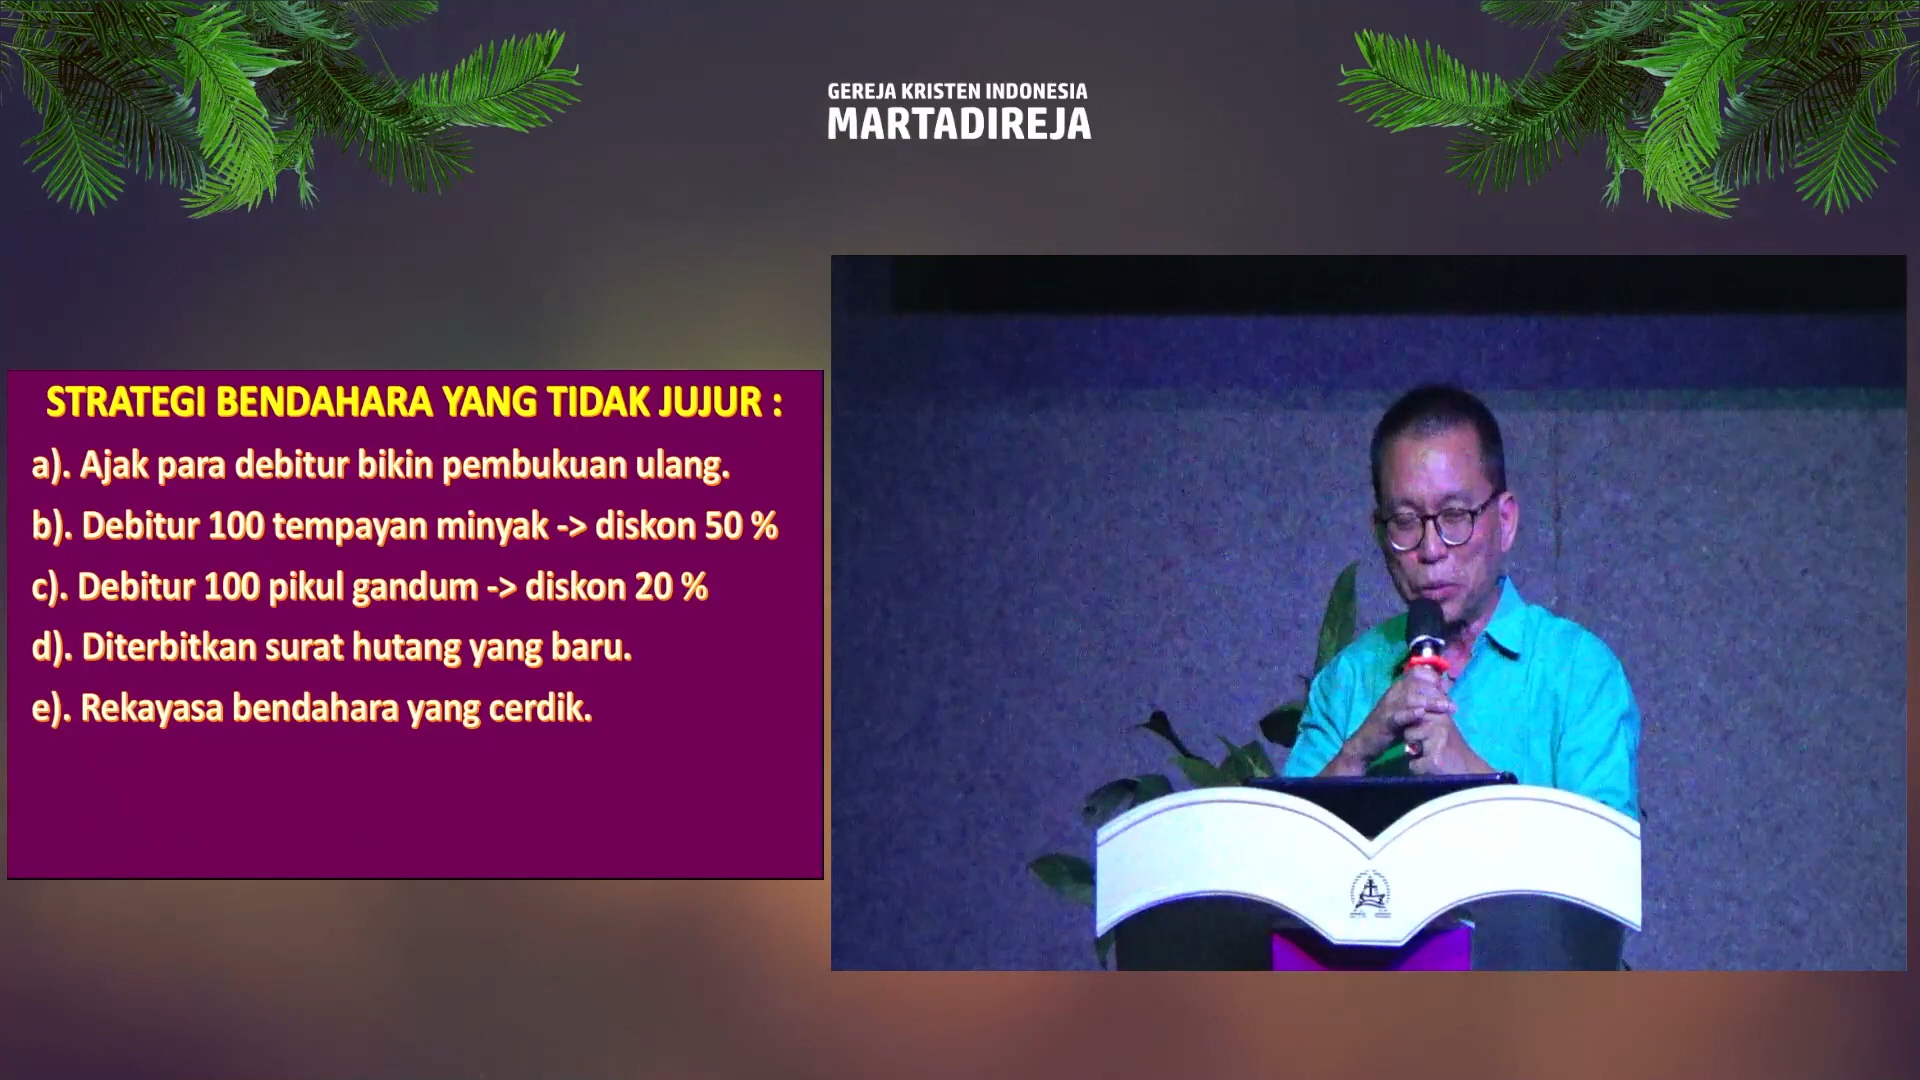 GEREJA KRISTEN INDONESIA
MARTADIREJA
STRATEGI BENDAHARA YANG TIDAK JUJUR :
a). Ajak para debitur bikin pembukuan ulang.
b). Debitur 100 tempayan minyak -> diskon 50 %
c). Debitur 100 pikul gandum -> diskon 20 %
d). Diterbitkan surat hutang yang baru.
e). Rekayasa bendahara yang cerdik.